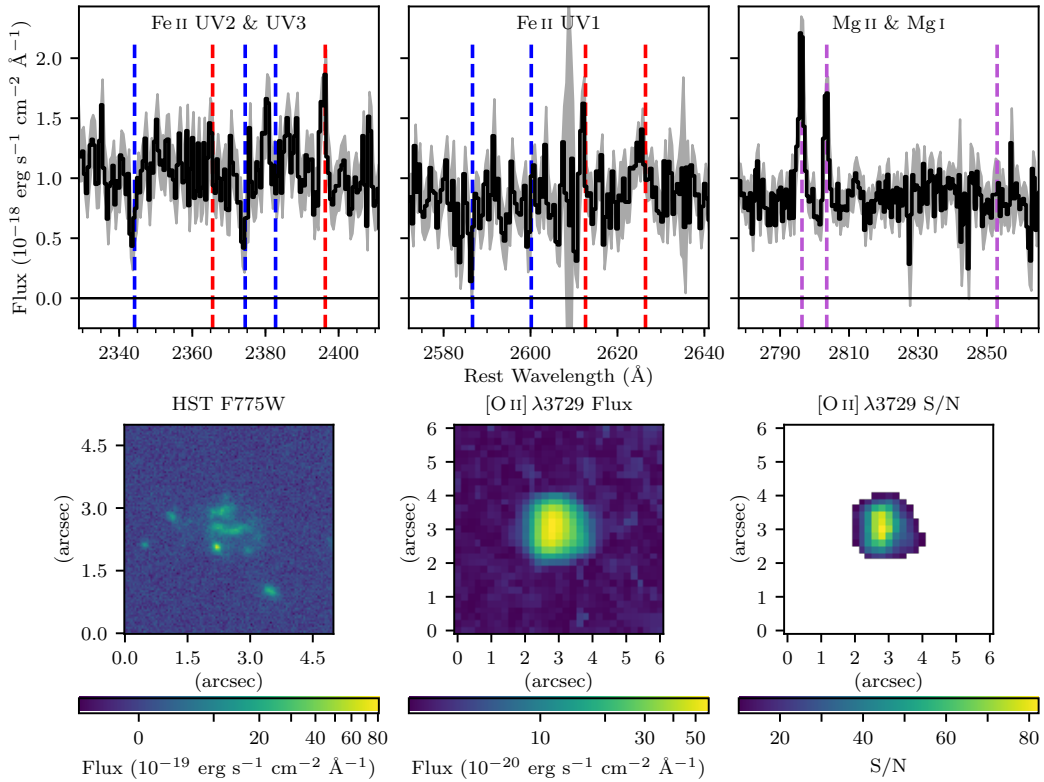 Fe II UV2 & UV3
Fe II UV1
Mg II & Mg I
Flux (10⁻¹⁸ erg s⁻¹ cm⁻² Å⁻¹)
2.0
1.5
1.0
0.5
0.0
2340 2360 2380 2400
2580 2600 2620 2640
2790 2810 2830 2850
Rest Wavelength (Å)
HST F775W
[O II] λ3729 Flux
[O II] λ3729 S/N
(arcsec)
4.5
3.0
1.5
0.0
0.0 1.5 3.0 4.5
(arcsec)
(arcsec)
6
5
4
3
2
1
0
0 1 2 3 4 5 6
(arcsec)
(arcsec)
6
5
4
3
2
1
0
0 1 2 3 4 5 6
(arcsec)
0 20 40 60 80
Flux (10⁻¹⁹ erg s⁻¹ cm⁻² Å⁻¹)
0 10 20 30 50
Flux (10⁻²⁰ erg s⁻¹ cm⁻² Å⁻¹)
20 40 60 80
S/N